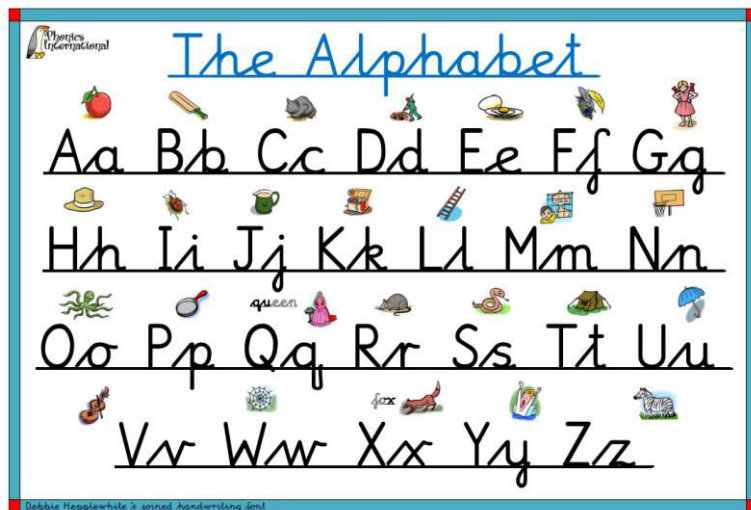 Phonics
International
The Alphabet
Aa Bb Cc Dd Ee Ff Gg
Hh Ii Jj Kk Ll Mm Nn
queen
Oo Pp Qq Rr Ss Tt Uu
fox
Vv Ww Xx Yy Zz
Debbie Hepplewhite's joined handwriting font